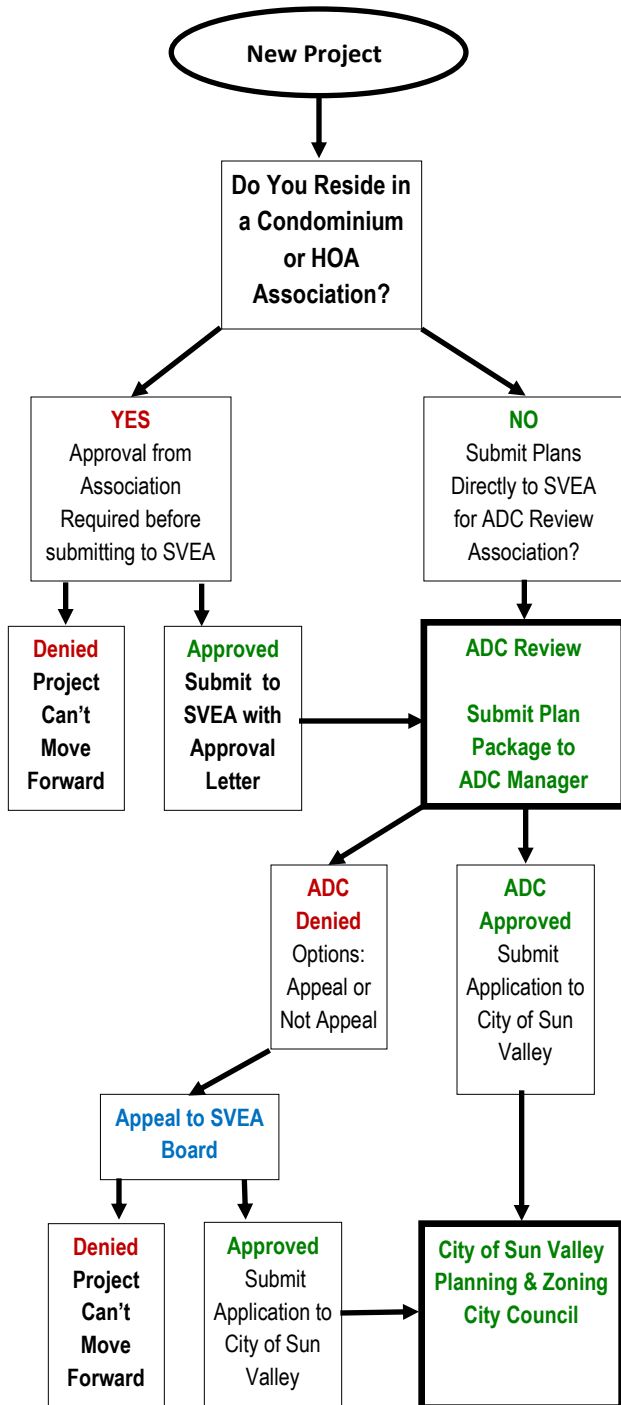 New Project
Do You Reside in
a Condominium
or HOA
Association?
YES
Approval from
Association
Required before
submitting to SVEA
NO
Submit Plans
Directly to SVEA
for ADC Review
Association?
Denied
Project
Can't
Move
Forward
Approved
Submit to
SVEA with
Approval
Letter
ADC Review
Submit Plan
Package to
ADC Manager
ADC
Denied
Options:
Appeal or
Not Appeal
ADC
Approved
Submit
Application to
City of Sun
Valley
Appeal to SVEA
Board
Denied
Project
Can't
Move
Forward
Approved
Submit
Application to
City of Sun
Valley
City of Sun Valley
Planning & Zoning
City Council